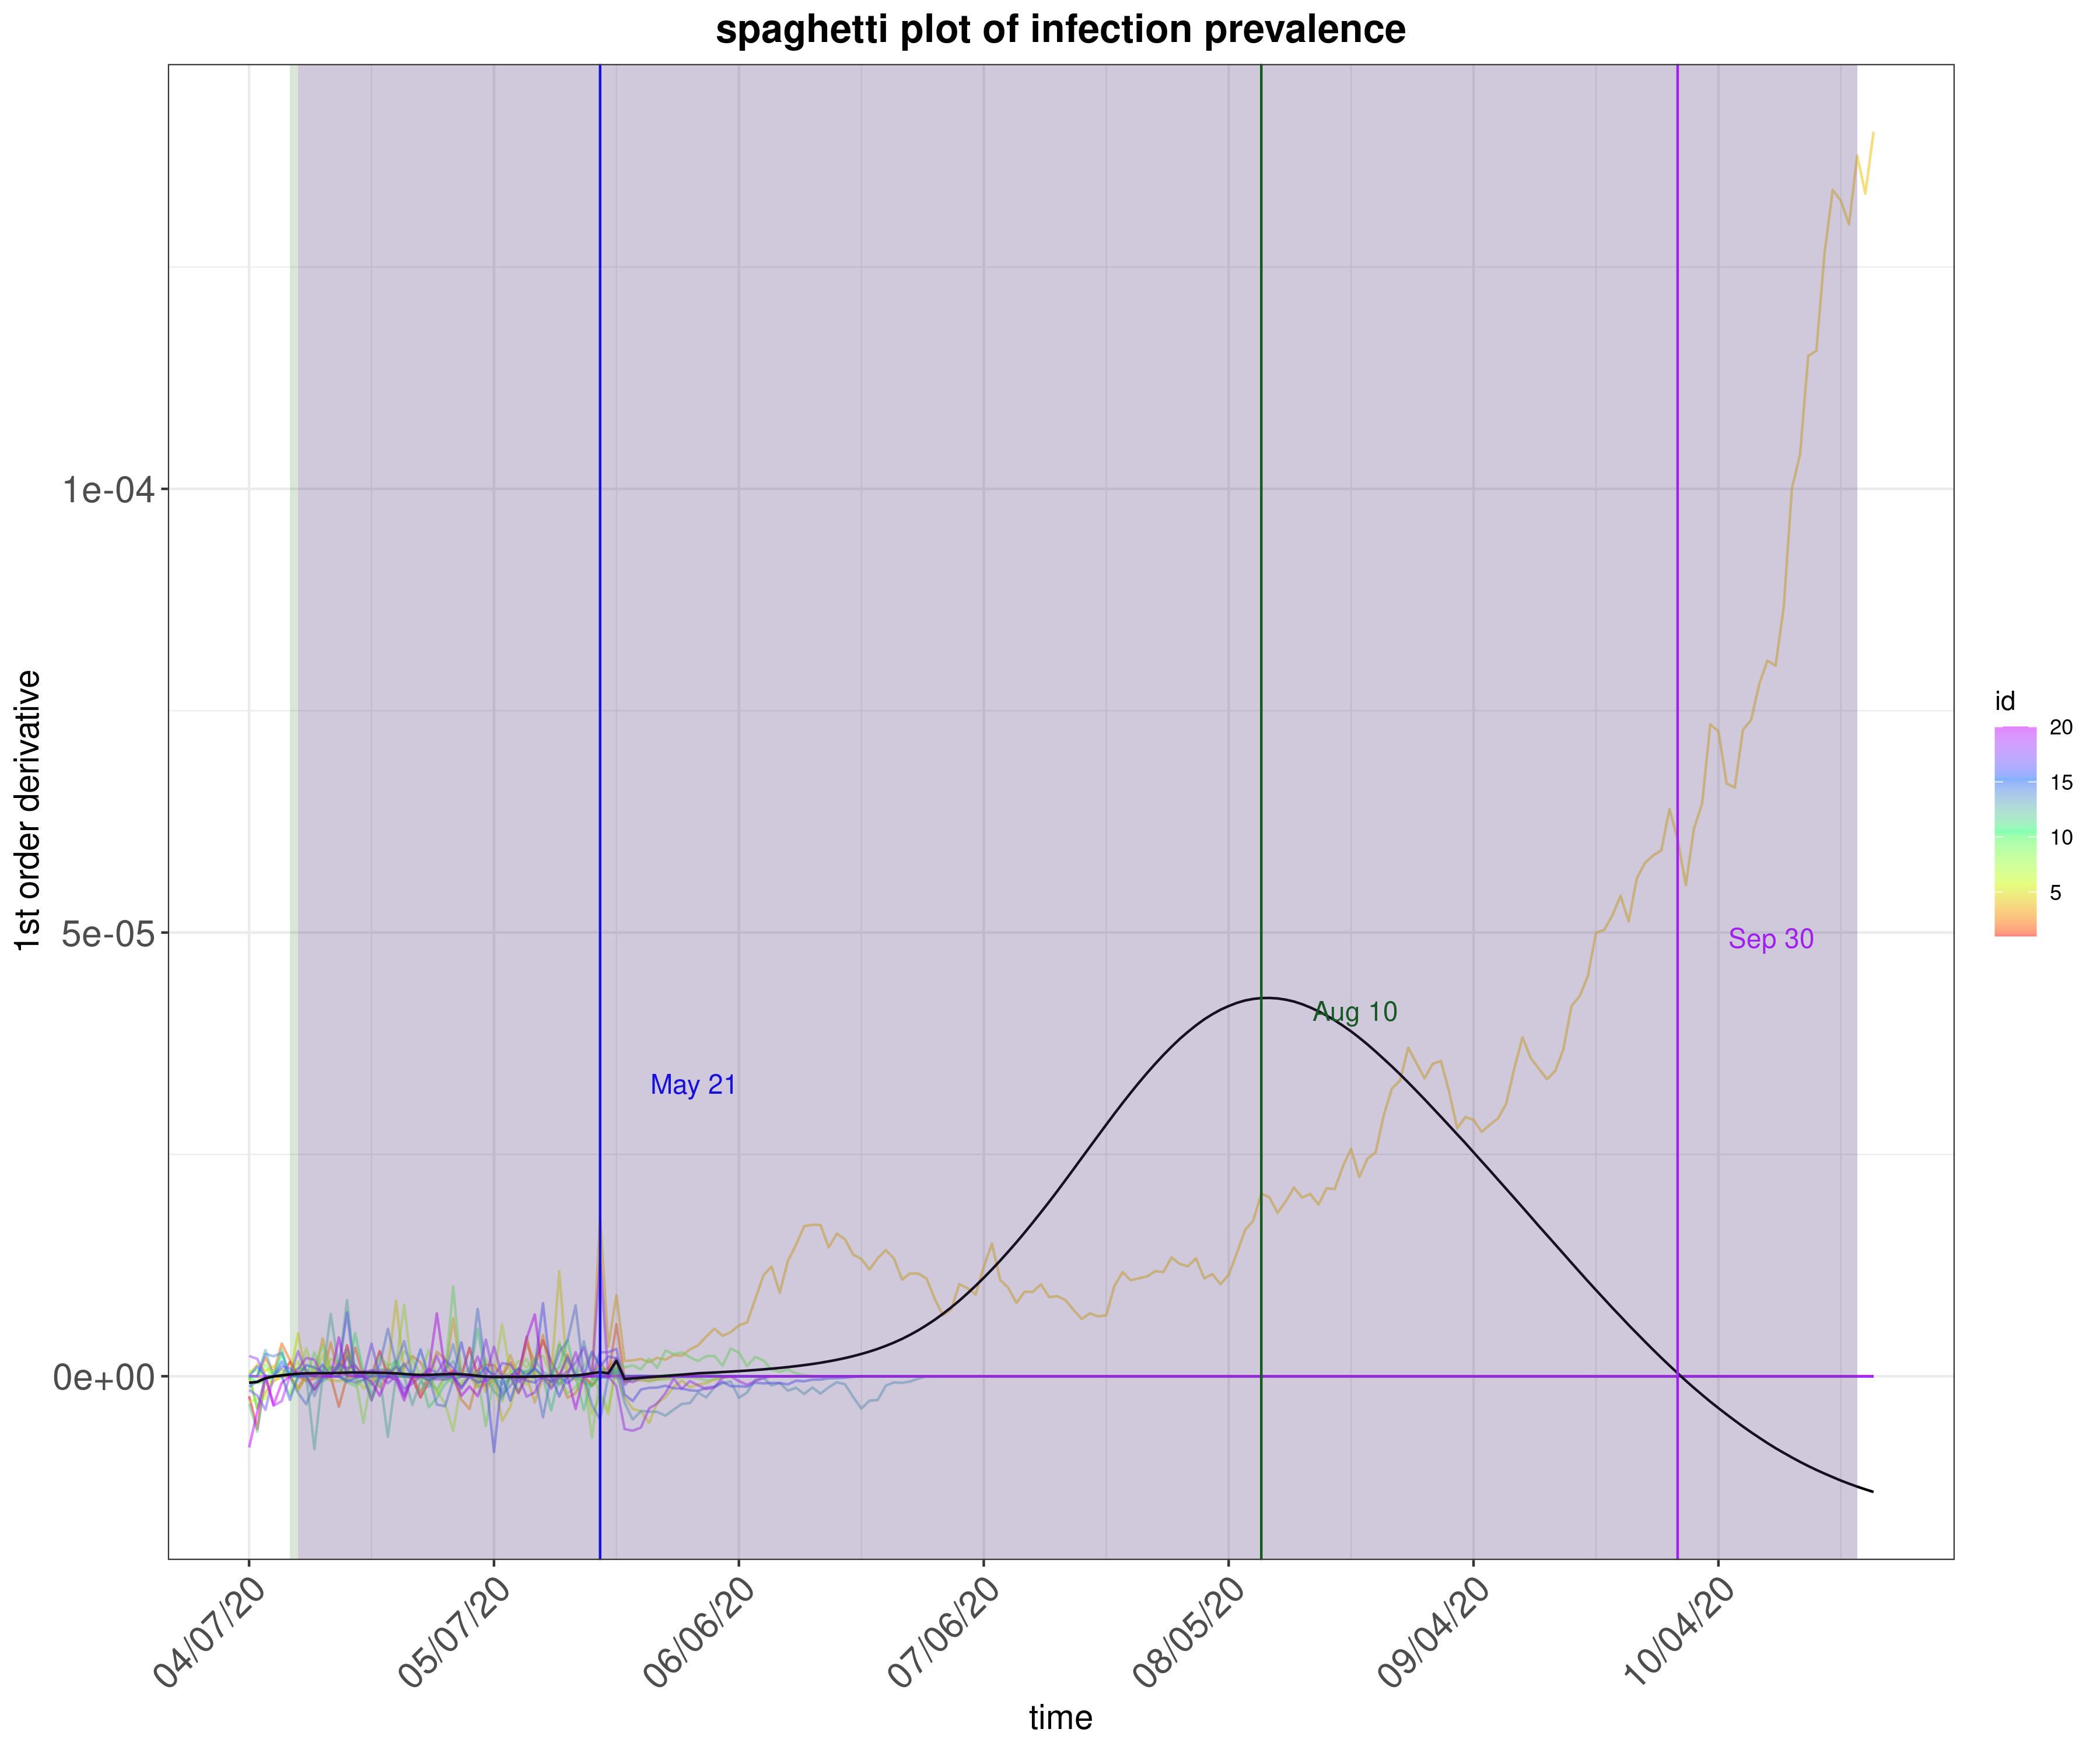 spaghetti plot of infection prevalence
1st order derivative
1e-04
5e-05
0e+00
May 21
Aug 10
Sep 30
04/07/20
05/07/20
06/06/20
07/06/20
08/05/20
09/04/20
10/04/20
time
id
20
15
10
5